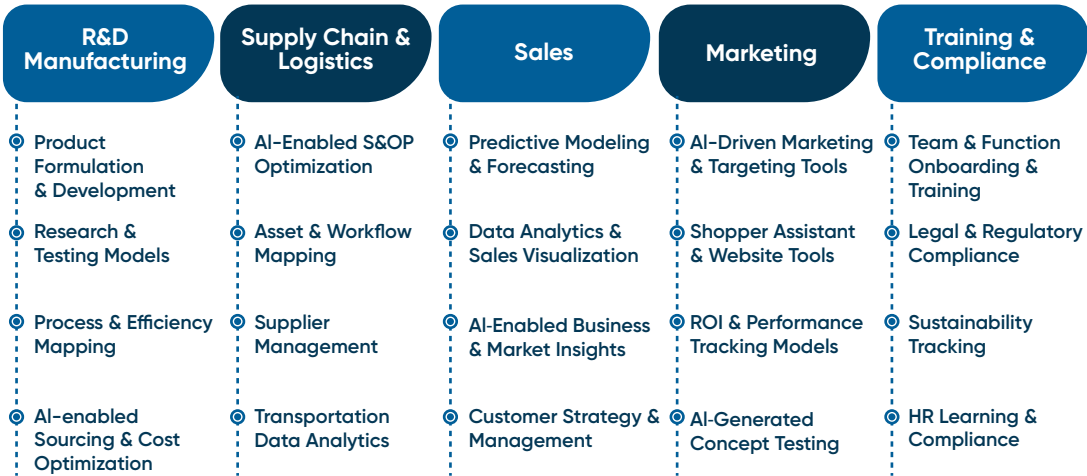 R&D
Manufacturing
Supply Chain &
Logistics
Sales
Marketing
Training &
Compliance
Product
Formulation
& Development
Research &
Testing Models
Process & Efficiency
Mapping
AI-enabled
Sourcing & Cost
Optimization
AI-Enabled S&OP
Optimization
Asset & Workflow
Mapping
Supplier
Management
Transportation
Data Analytics
Predictive Modeling
& Forecasting
Data Analytics &
Sales Visualization
AI-Enabled Business
& Market Insights
Customer Strategy &
Management
AI-Driven Marketing
& Targeting Tools
Shopper Assistant
& Website Tools
ROI & Performance
Tracking Models
AI-Generated
Concept Testing
Team & Function
Onboarding &
Training
Legal & Regulatory
Compliance
Sustainability
Tracking
HR Learning &
Compliance